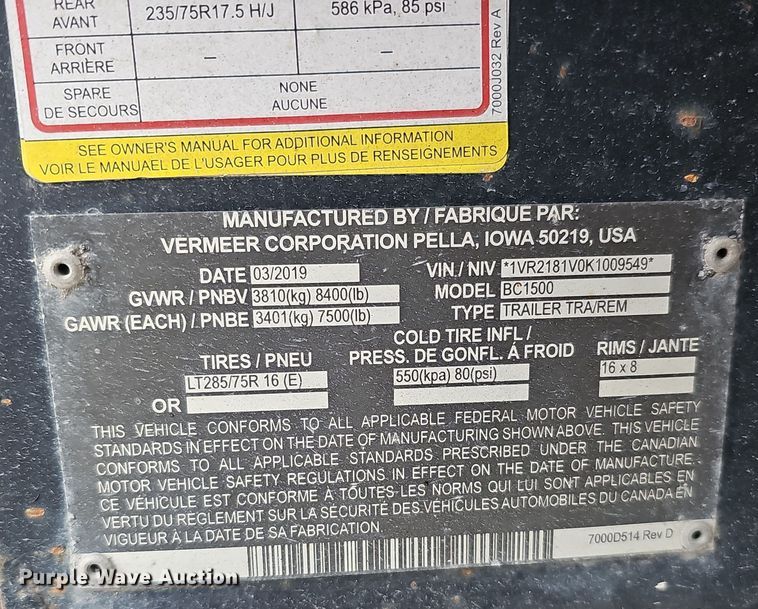 REAR
AVANT
235/75R17.5 H/J
586 kPa, 85 psi
FRONT
ARRIÈRE
–
–
SPARE
DE SECOURS
NONE
AUCUNE
7000J032 Rev A
SEE OWNER'S MANUAL FOR ADDITIONAL INFORMATION
VOIR LE MANUAEL DE L'USAGER POUR PLUS DE RENSEIGNEMENTS
MANUFACTURED BY / FABRIQUE PAR:
VERMEER CORPORATION PELLA, IOWA 50219, USA
DATE 03/2019
VIN./ NIV *1VR2181V0K1009549*
GVWR / PNBV 3810(kg) 8400(lb)
MODEL BC1500
GAWR (EACH) / PNBE 3401(kg) 7500(lb)
TYPE TRAILER TRA/REM
TIRES / PNEU
COLD TIRE INFL /
PRESS. DE GONFL. Á FROID
RIMS / JANTE
LT285/75R 16 (E)
550(kpa) 80(psi)
16 x 8
OR
THIS VEHICLE CONFORMS TO ALL APPLICABLE FEDERAL MOTOR VEHICLE SAFETY
STANDARDS IN EFFECT ON THE DATE OF MANUFACTURING SHOWN ABOVE. THIS VEHICLE
CONFORMS TO ALL APPLICABLE STANDARDS PRESCRIBED UNDER THE CANADIAN
MOTOR VEHICLE SAFETY REGULATIONS IN EFFECT ON THE DATE OF MANUFACTURE.
CE VÉHICULE EST CONFORME À TOUTES LES NORMS QUI LUI SONT APPLICABLE EN
VERTU DU RÈGLEMENT SUR LA SÉCURITÉ DES VÉHICULES AUTOMOBILES DU CANADA EN
VIGUEUR À LA DATE DE SA FABRICATION.
7000D514 Rev D
Purple Wave Auction